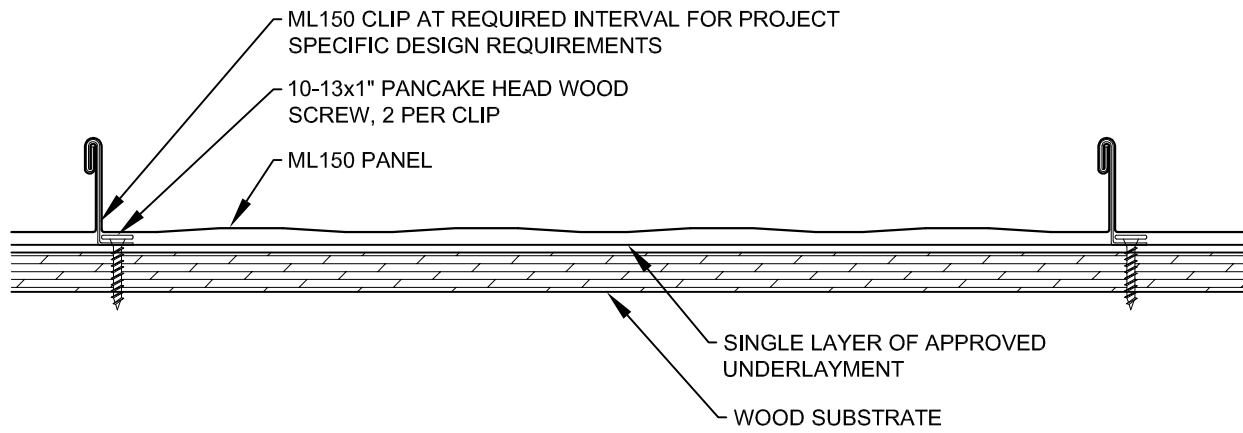 ML150 CLIP AT REQUIRED INTERVAL FOR PROJECT
SPECIFIC DESIGN REQUIREMENTS
10-13x1" PANCAKE HEAD WOOD
SCREW, 2 PER CLIP
ML150 PANEL
SINGLE LAYER OF APPROVED
UNDERLAYMENT
WOOD SUBSTRATE